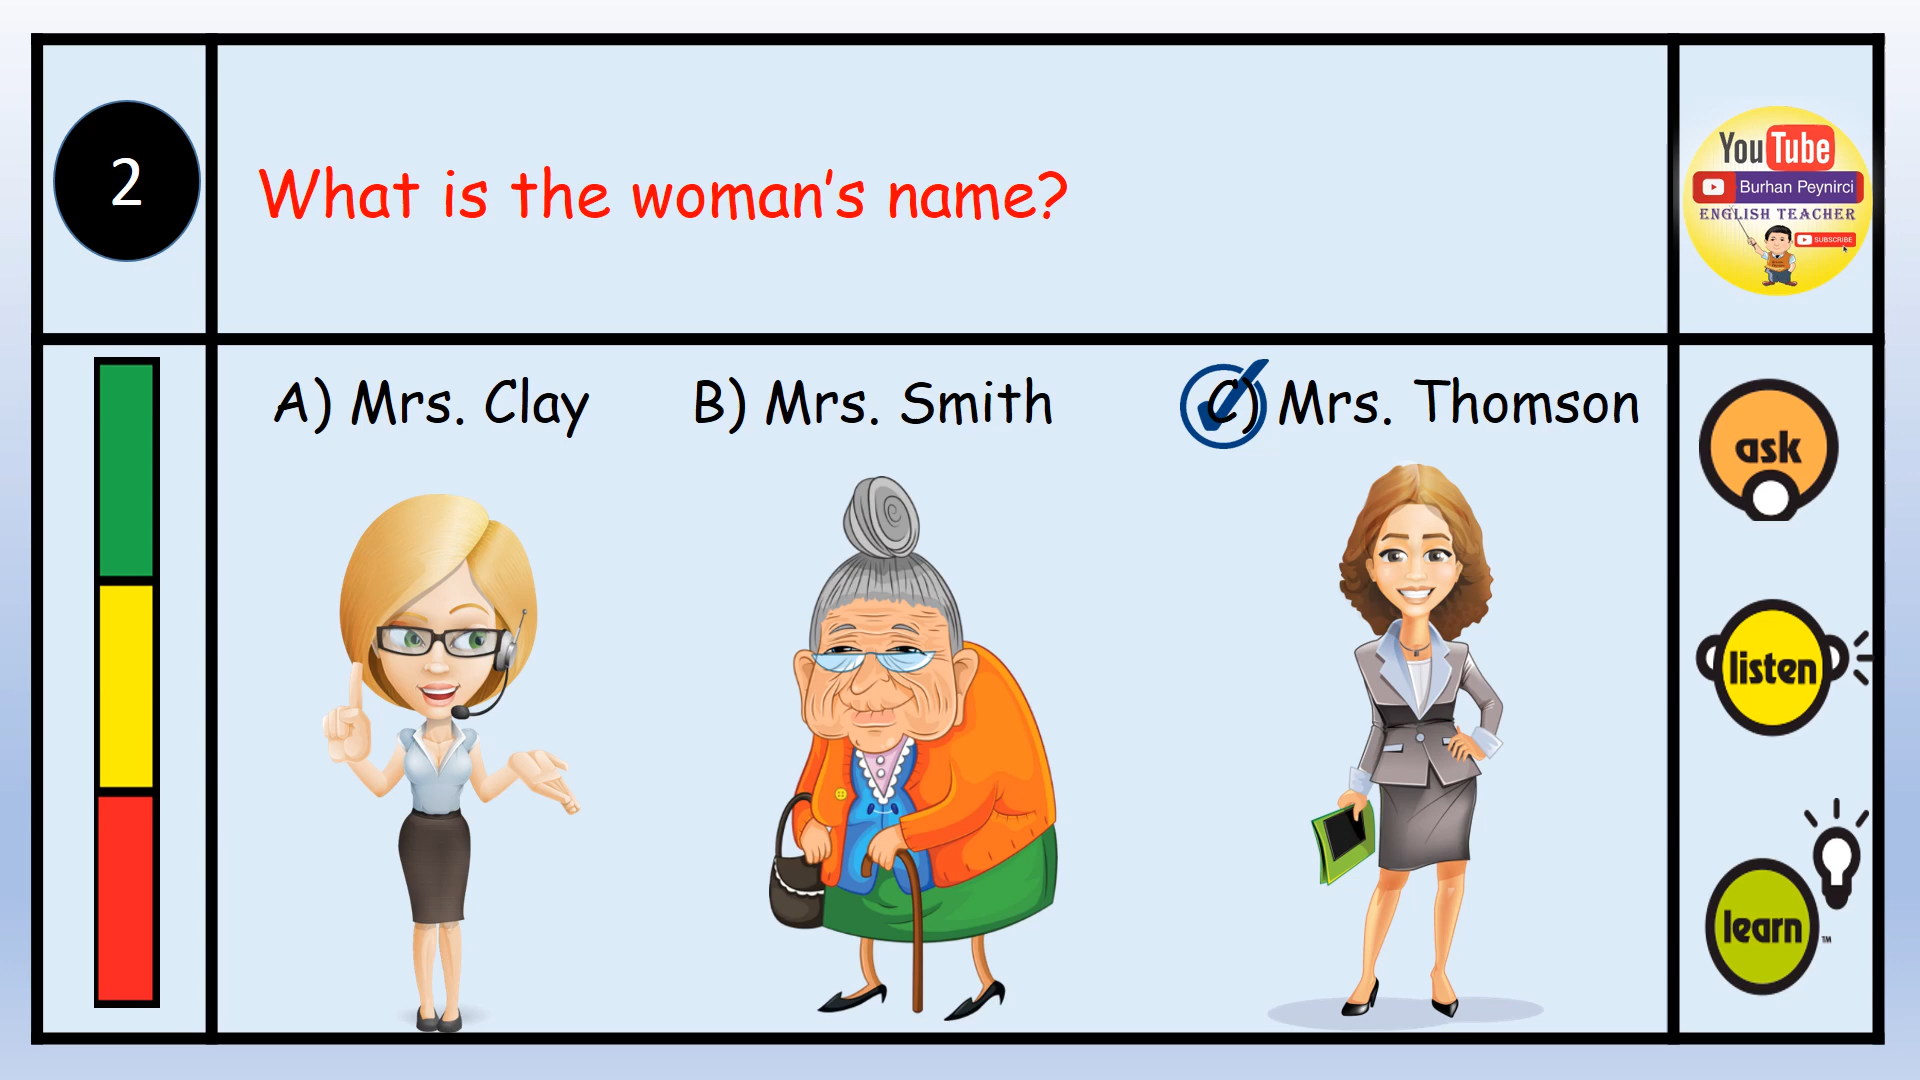 2
What is the woman's name?
YouTube
Burhan Peynirci
ENGLISH TEACHER
SUBSCRIBE
A) Mrs. Clay
B) Mrs. Smith
C) Mrs. Thomson
ask
listen
learn
TM